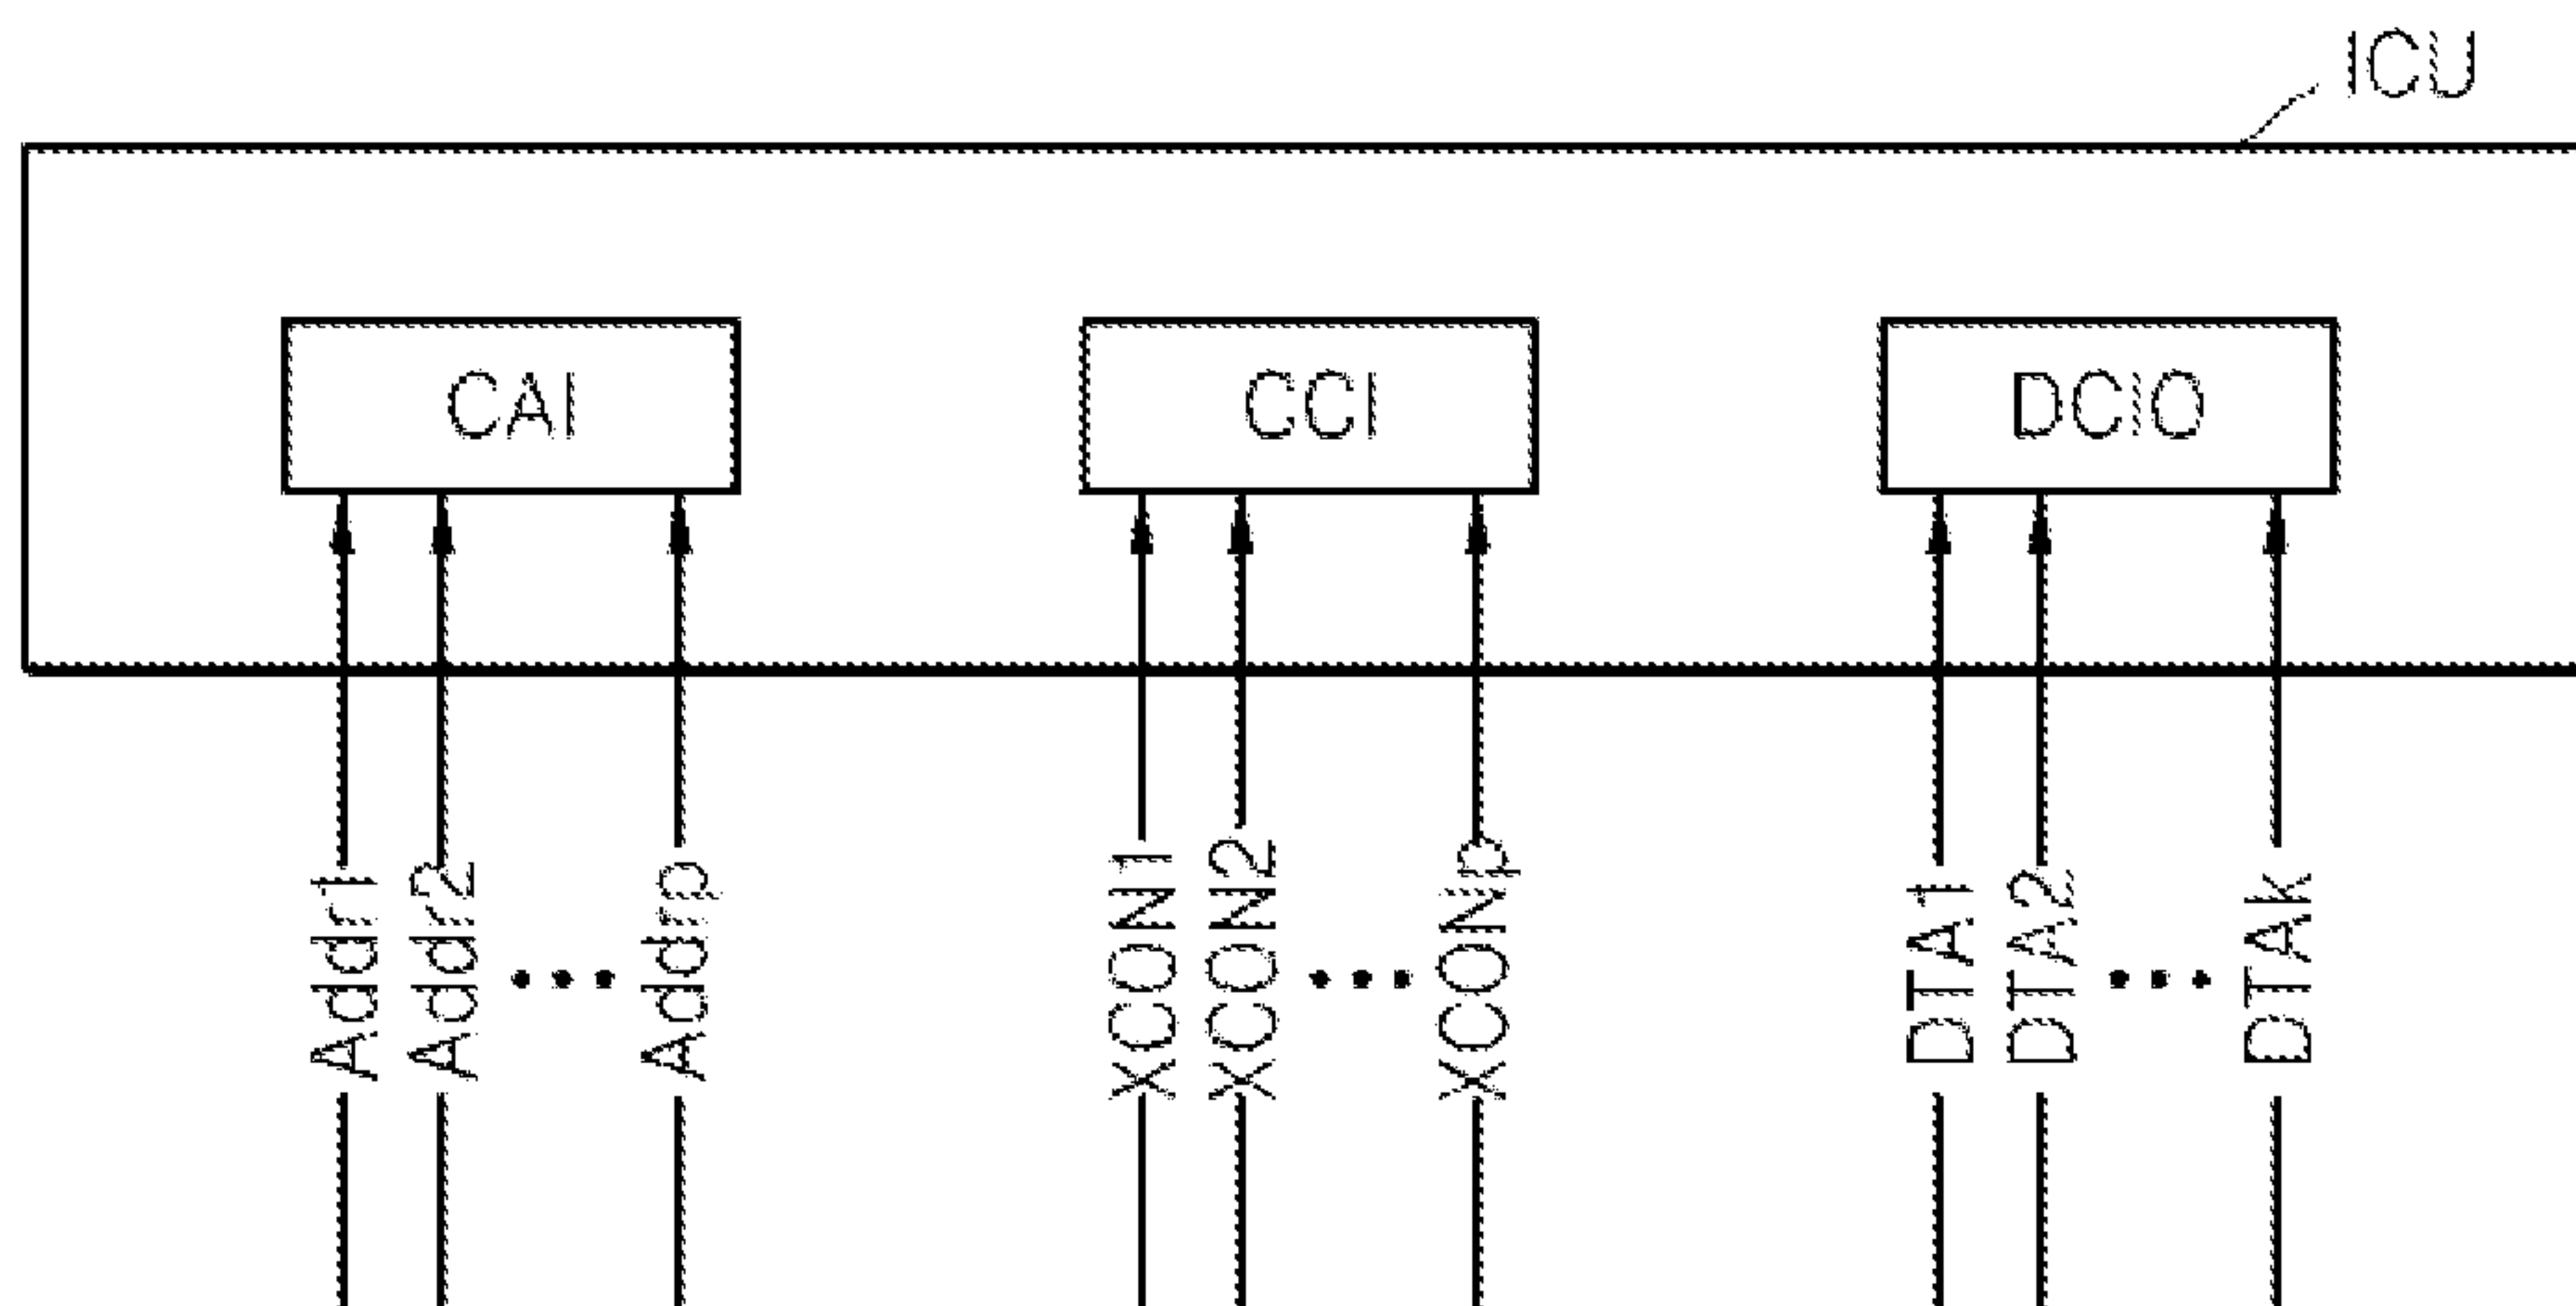 ICU
CAI
CCI
DCIO
Addr1
Addr2
Addrp
XCON1
XCON2
XCONp
DTA1
DTA2
DTAk